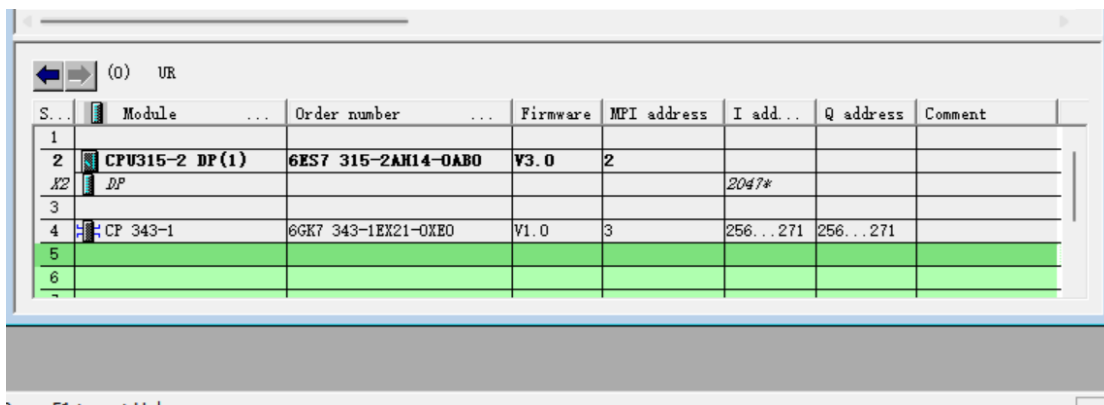 (0) UR
S... Module ... Order number ... Firmware MPI address I add... Q address Comment
1
2 CPU315-2 DP(1) 6ES7 315-2AH14-0AB0 V3.0 2
X2 DP 2047*
3
4 CP 343-1 6GK7 343-1EX21-0XE0 V1.0 3 256...271 256...271
5
6